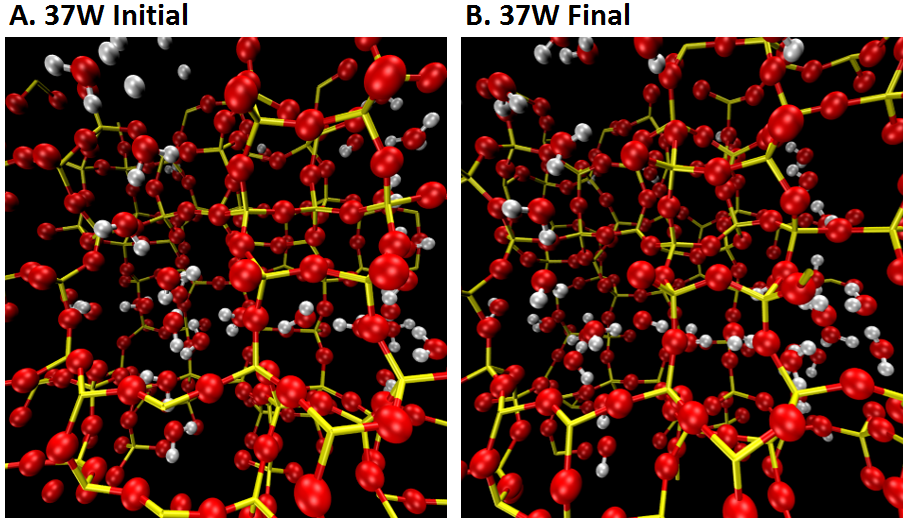 A. 37W Initial
B. 37W Final